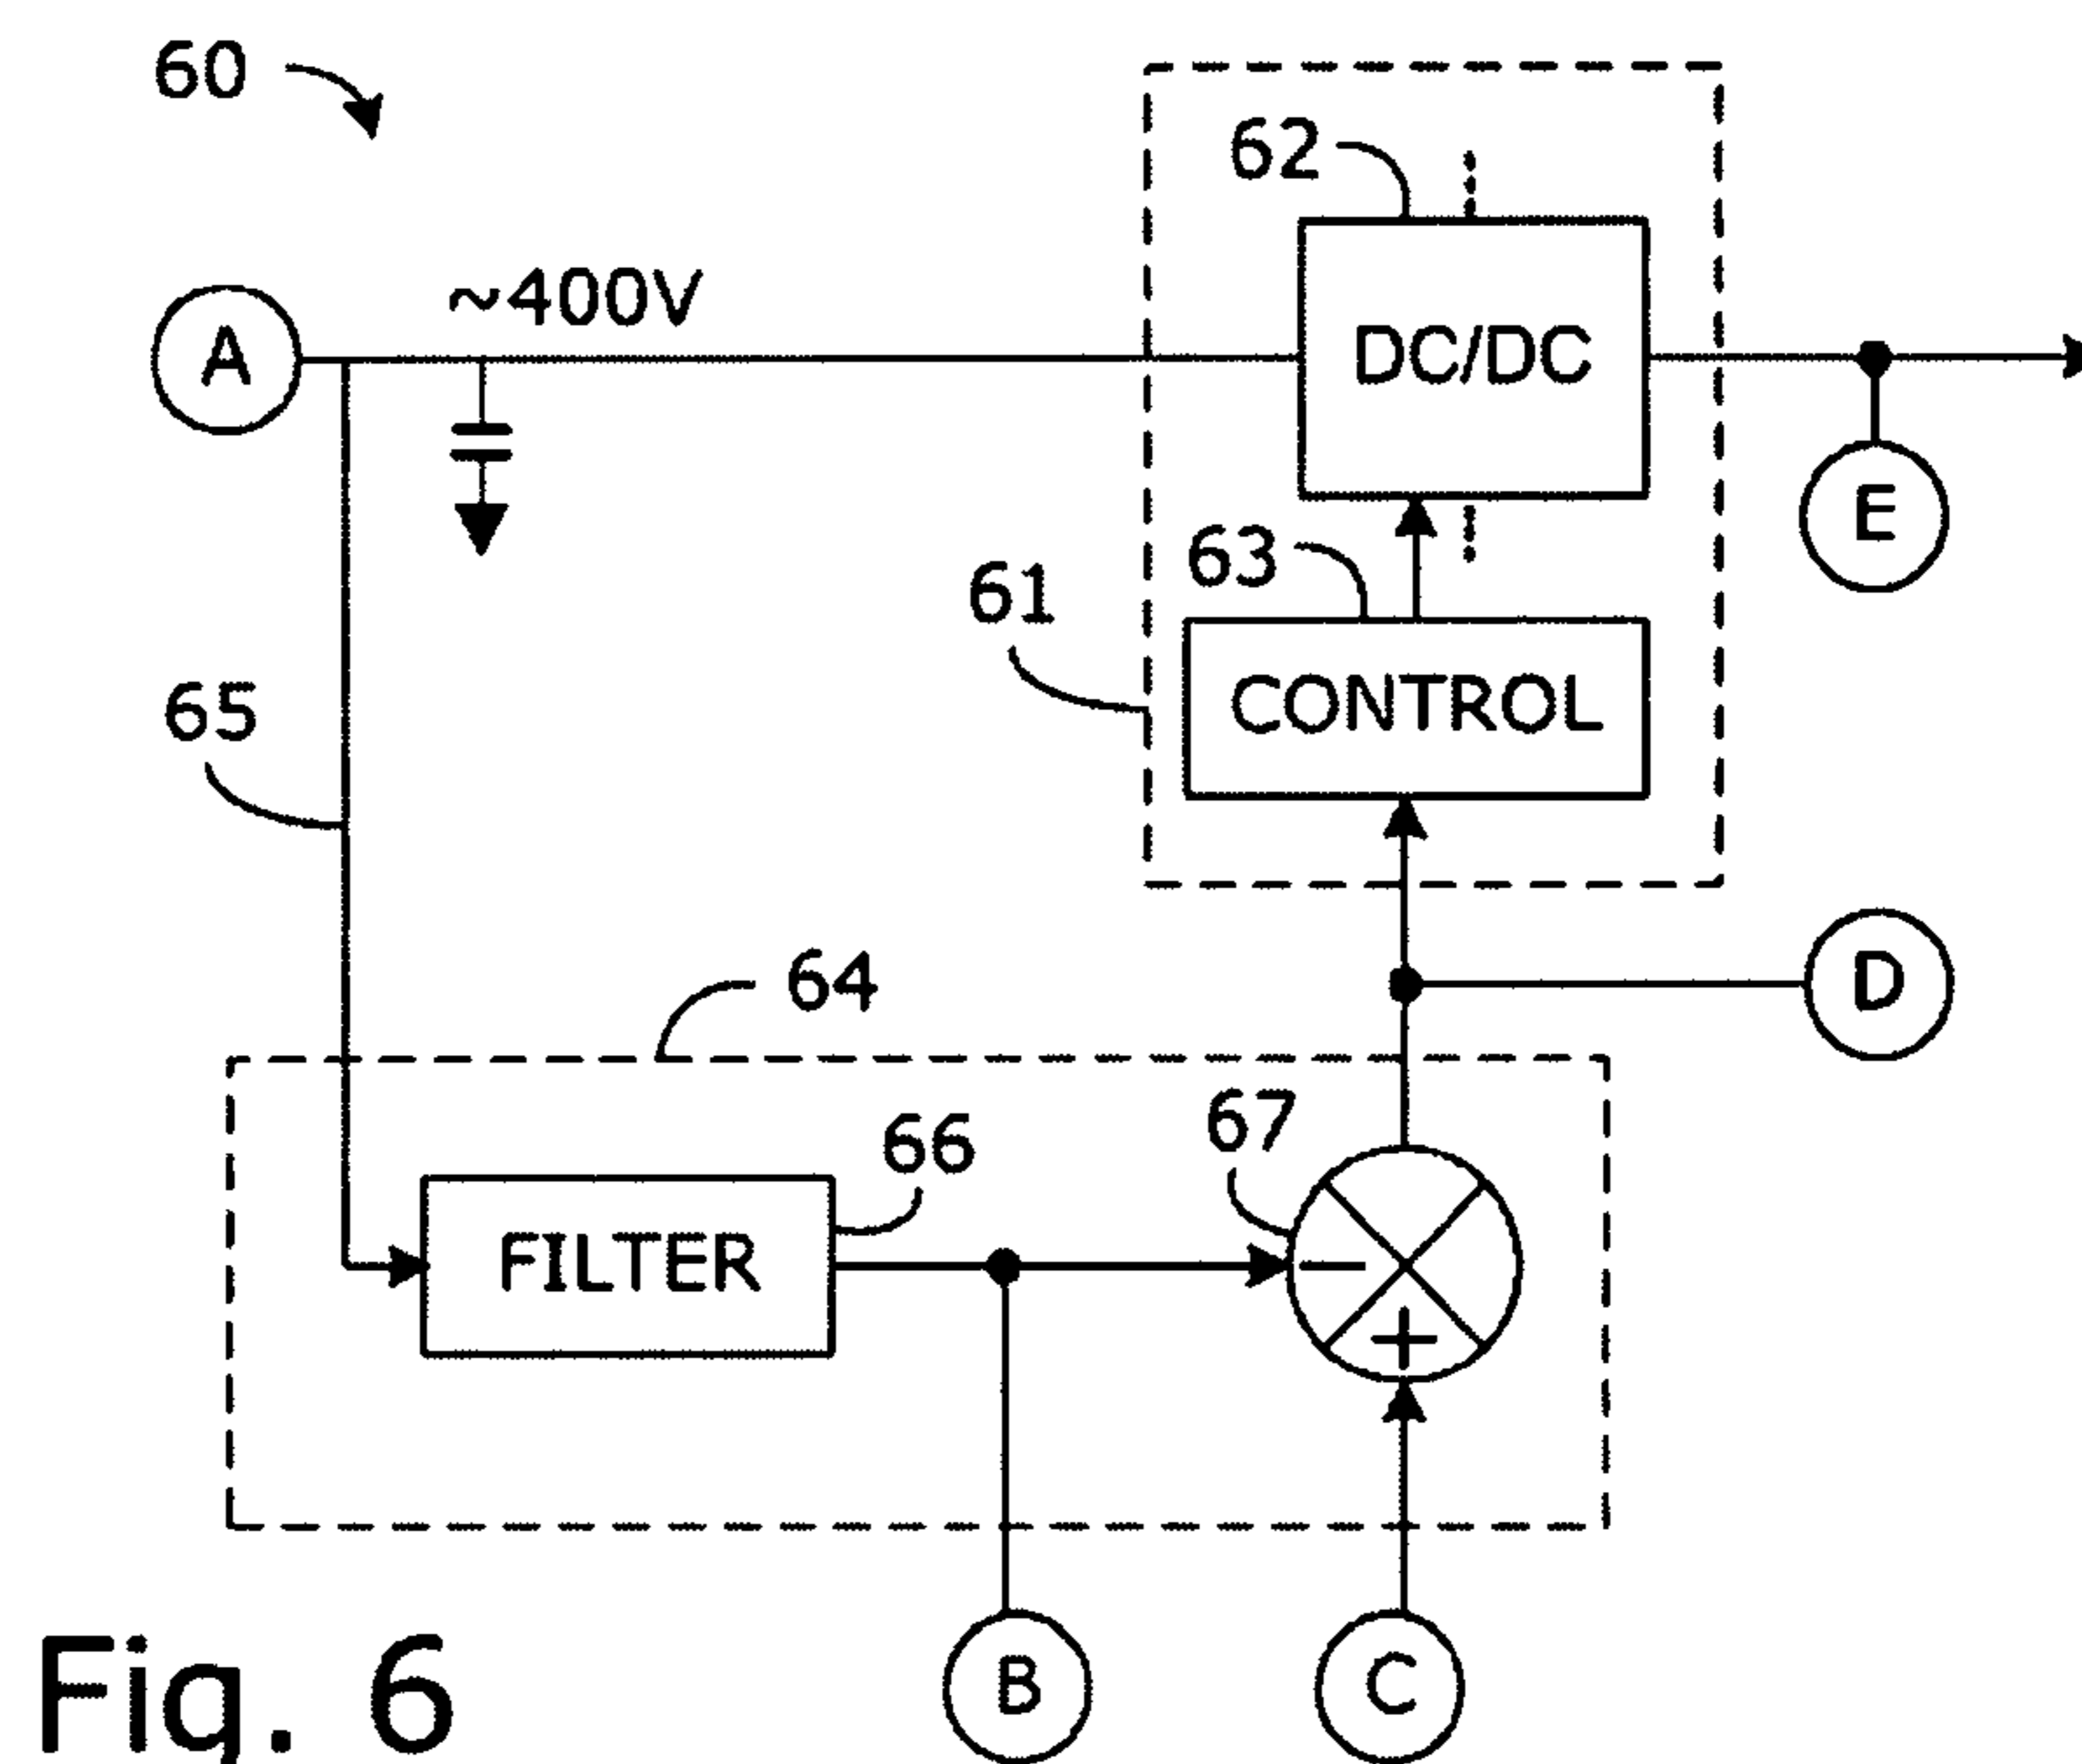 60
62
~400V
A
DC/DC
E
63
61
CONTROL
65
64
D
67
66
FILTER
−
+
B
C
Fig. 6